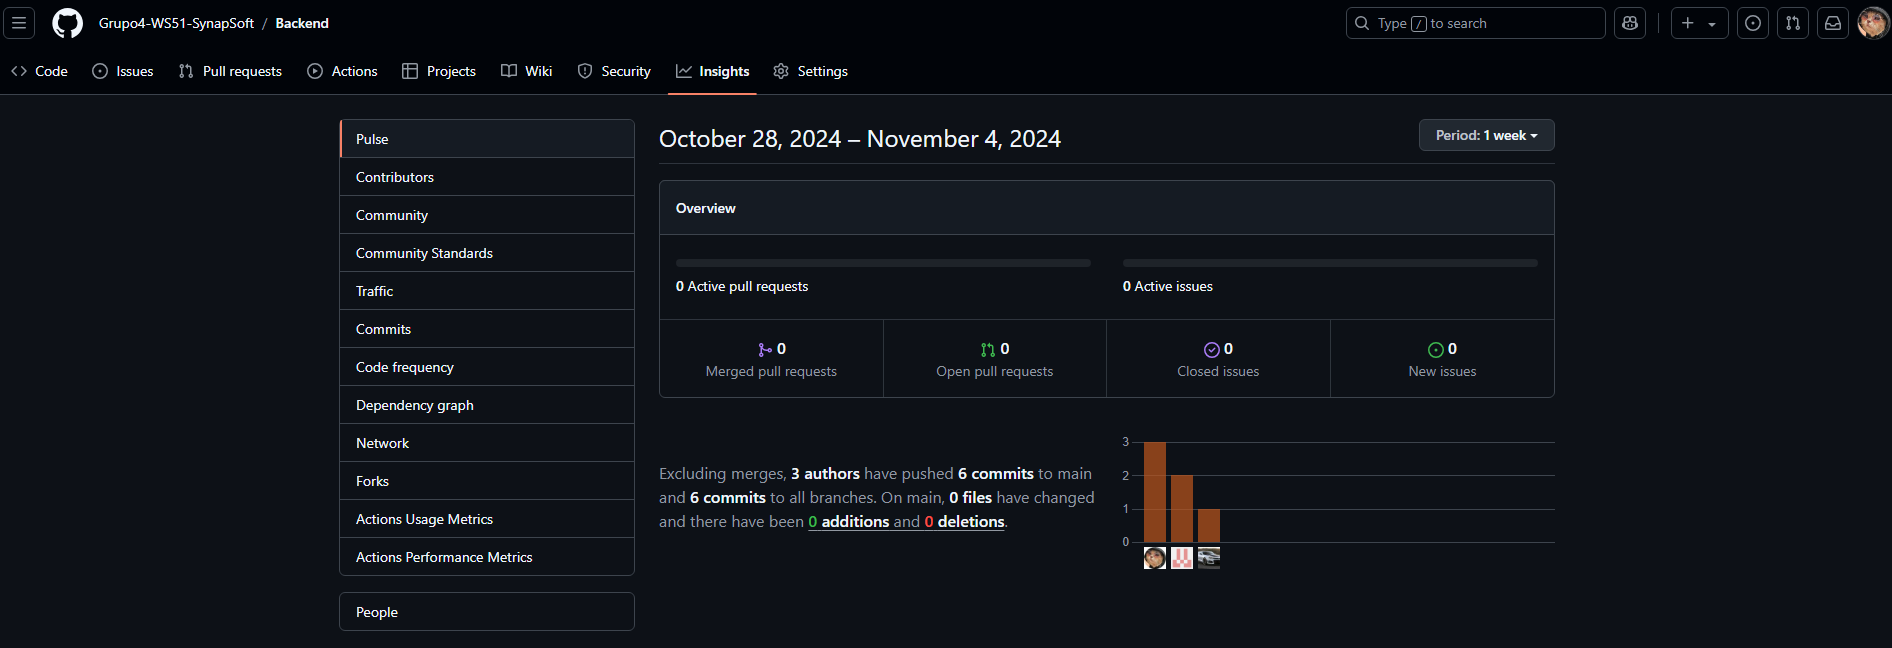 Grupo4-WS51-SynapSoft / Backend
Type / to search
Code Issues Pull requests Actions Projects Wiki Security Insights Settings
Pulse
Contributors
Community
Community Standards
Traffic
Commits
Code frequency
Dependency graph
Network
Forks
Actions Usage Metrics
Actions Performance Metrics
People
October 28, 2024 – November 4, 2024
Period: 1 week
Overview
0 Active pull requests
0 Active issues
0
Merged pull requests
0
Open pull requests
0
Closed issues
0
New issues
Excluding merges, 3 authors have pushed 6 commits to main
and 6 commits to all branches. On main, 0 files have changed
and there have been 0 additions and 0 deletions.
3
2
1
0